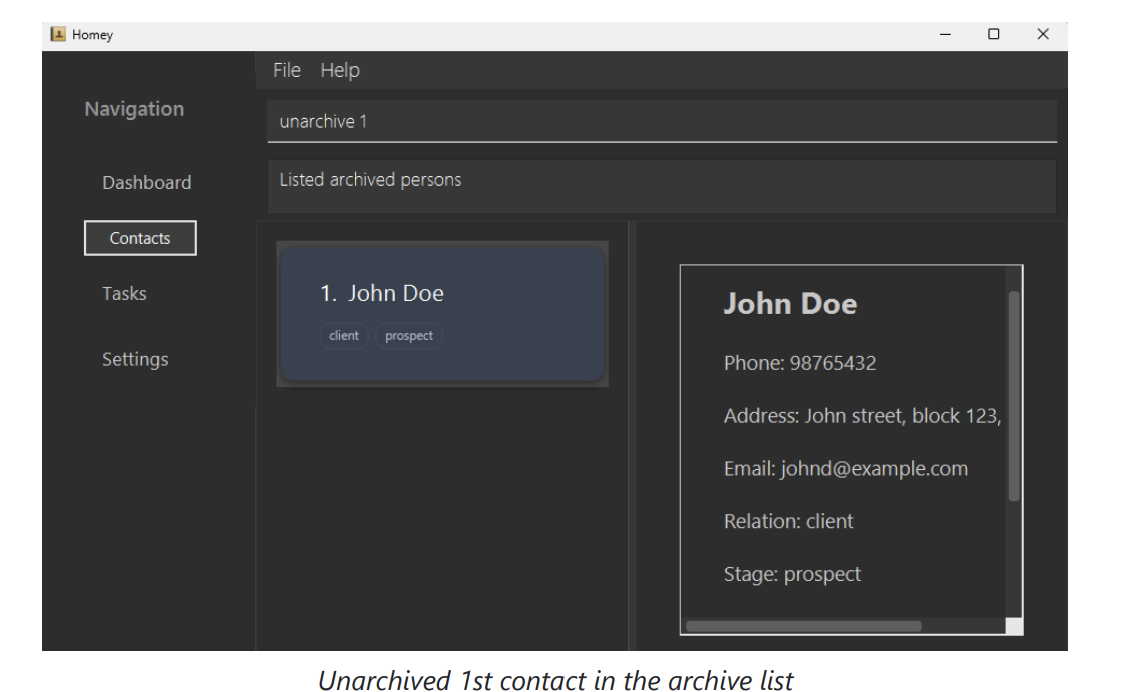 Homey
File Help
Navigation
unarchive 1
Dashboard
Listed archived persons
Contacts
Tasks
Settings
1. John Doe
client prospect
John Doe
Phone: 98765432
Address: John street, block 123,
Email: johnd@example.com
Relation: client
Stage: prospect
Unarchived 1st contact in the archive list